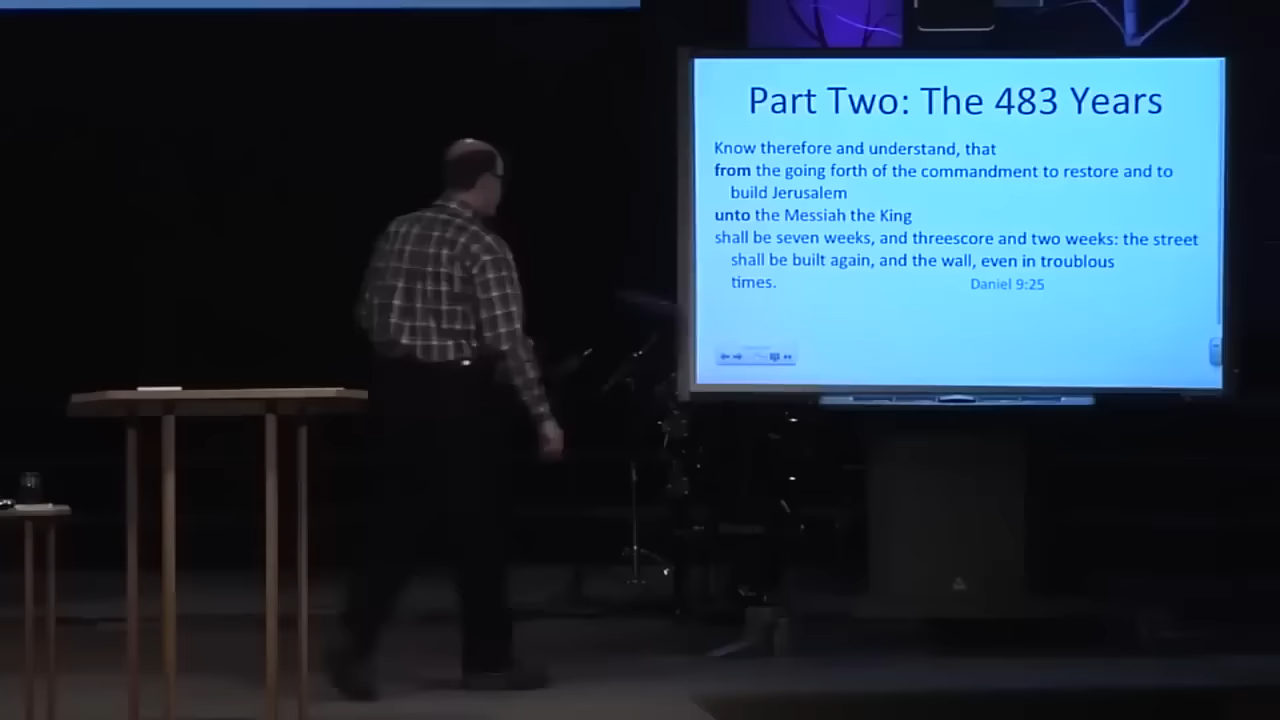 Part Two: The 483 Years
Know therefore and understand, that
from the going forth of the commandment to restore and to
build Jerusalem
unto the Messiah the King
shall be seven weeks, and threescore and two weeks: the street
shall be built again, and the wall, even in troublous
times. Daniel 9:25